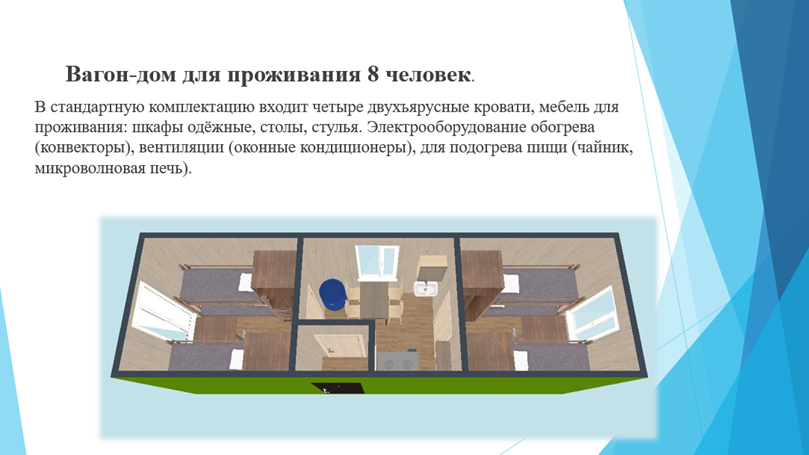 Вагон-дом для проживания 8 человек.
В стандартную комплектацию входит четыре двухъярусные кровати, мебель для
проживания: шкафы одёжные, столы, стулья. Электрооборудование обогрева
(конвекторы), вентиляции (оконные кондиционеры), для подогрева пищи (чайник,
микроволновая печь).